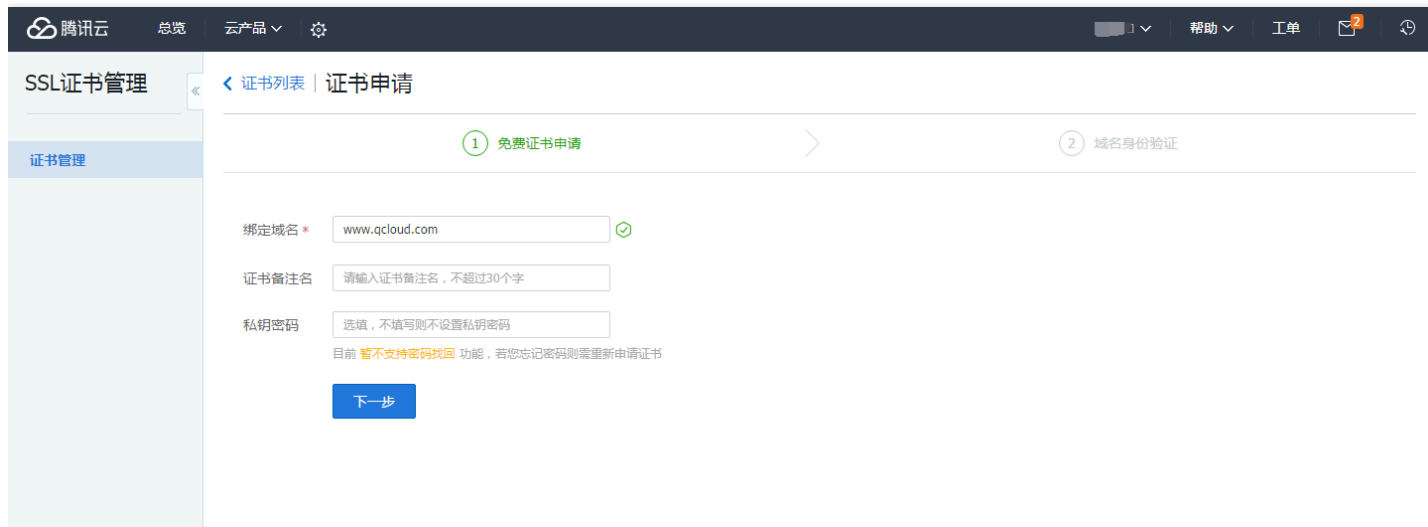 腾讯云 总览 云产品 帮助 工单 2
SSL证书管理
«
证书列表 | 证书申请
证书管理
1 免费证书申请
2 域名身份验证
绑定域名 * www.qcloud.com
证书备注名 请输入证书备注名，不超过30个字
私钥密码 选填，不填写则不设置私钥密码
目前 暂不支持密码找回 功能，若您忘记密码则需重新申请证书
下一步